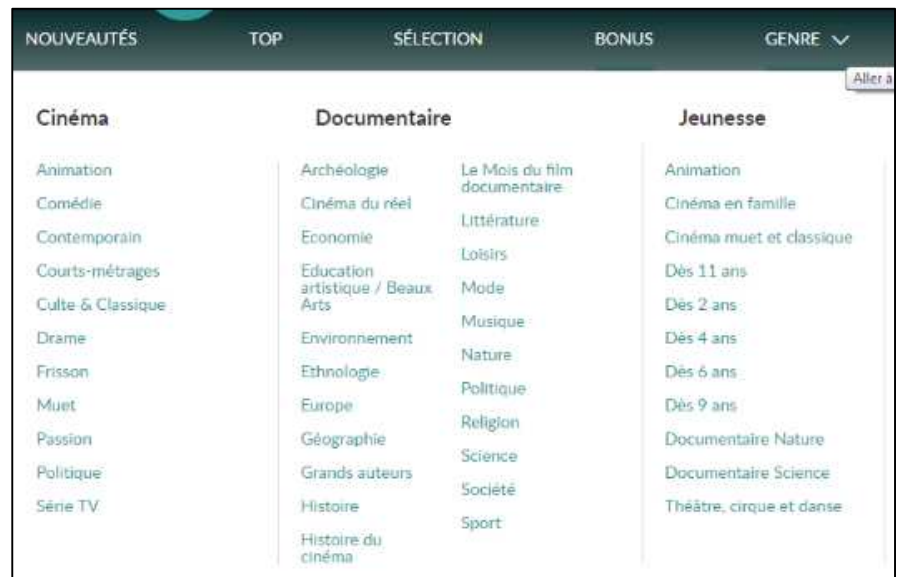 NOUVEAUTÉS TOP SÉLECTION BONUS GENRE
Aller à
Cinéma
Animation
Comédie
Contemporain
Courts-métrages
Culte & Classique
Drame
Frisson
Muet
Passion
Politique
Série TV
Documentaire
Archéologie
Cinéma du réel
Economie
Education
artistique / Beaux
Arts
Environnement
Ethnologie
Europe
Géographie
Grands auteurs
Histoire
Histoire du
cinéma
Le Mois du film
documentaire
Littérature
Loisirs
Mode
Musique
Nature
Politique
Religion
Science
Société
Sport
Jeunesse
Animation
Cinéma en famille
Cinéma muet et classique
Dès 11 ans
Dès 2 ans
Dès 4 ans
Dès 6 ans
Dès 9 ans
Documentaire Nature
Documentaire Science
Théâtre, cirque et danse